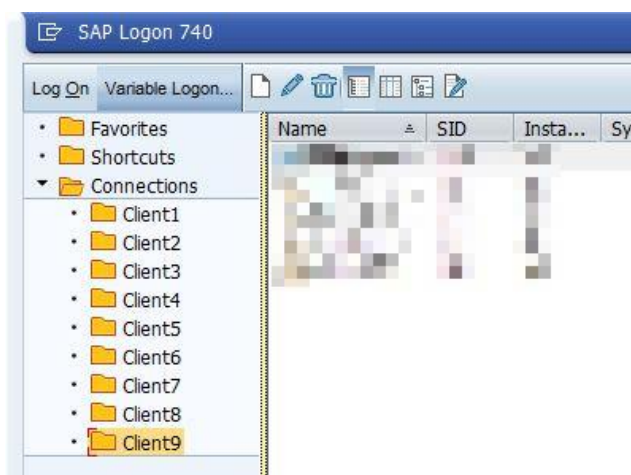 SAP Logon 740
Log On Variable Logon...
Favorites
Shortcuts
Connections
Client1
Client2
Client3
Client4
Client5
Client6
Client7
Client8
Client9
Name SID Insta... Sy